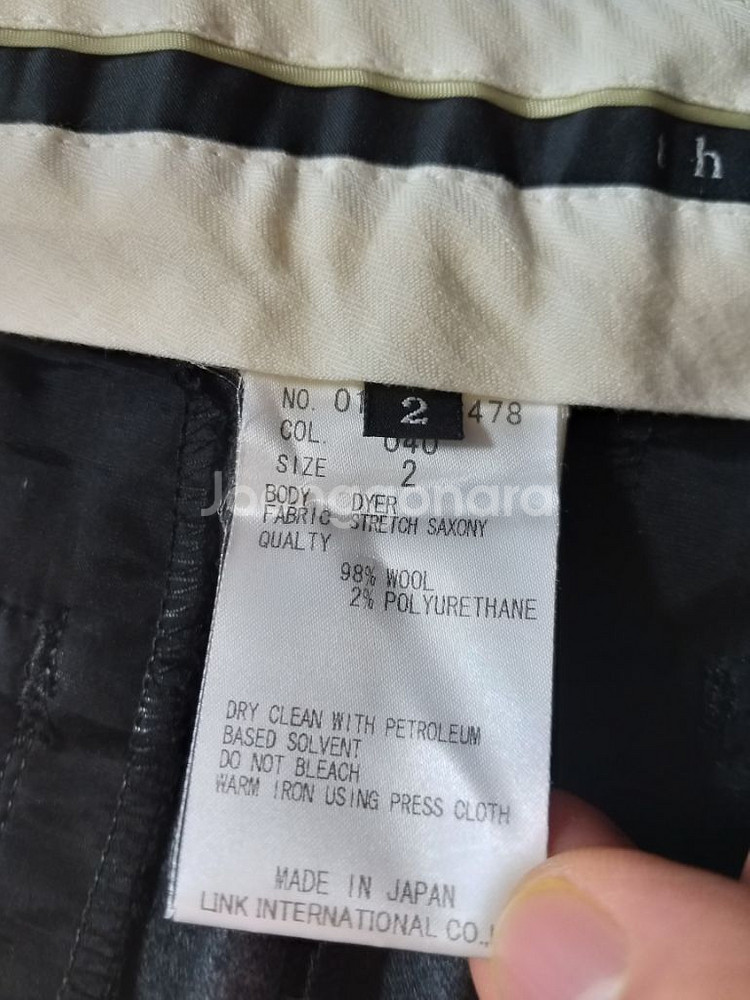 h
NO. 01 478
2
COL. 040
SIZE 2
BODY DYER
FABRIC STRETCH SAXONY
QUALTY
98% WOOL
2% POLYURETHANE
Joonggonara
DRY CLEAN WITH PETROLEUM
BASED SOLVENT
DO NOT BLEACH
WARM IRON USING PRESS CLOTH
MADE IN JAPAN
LINK INTERNATIONAL CO.,